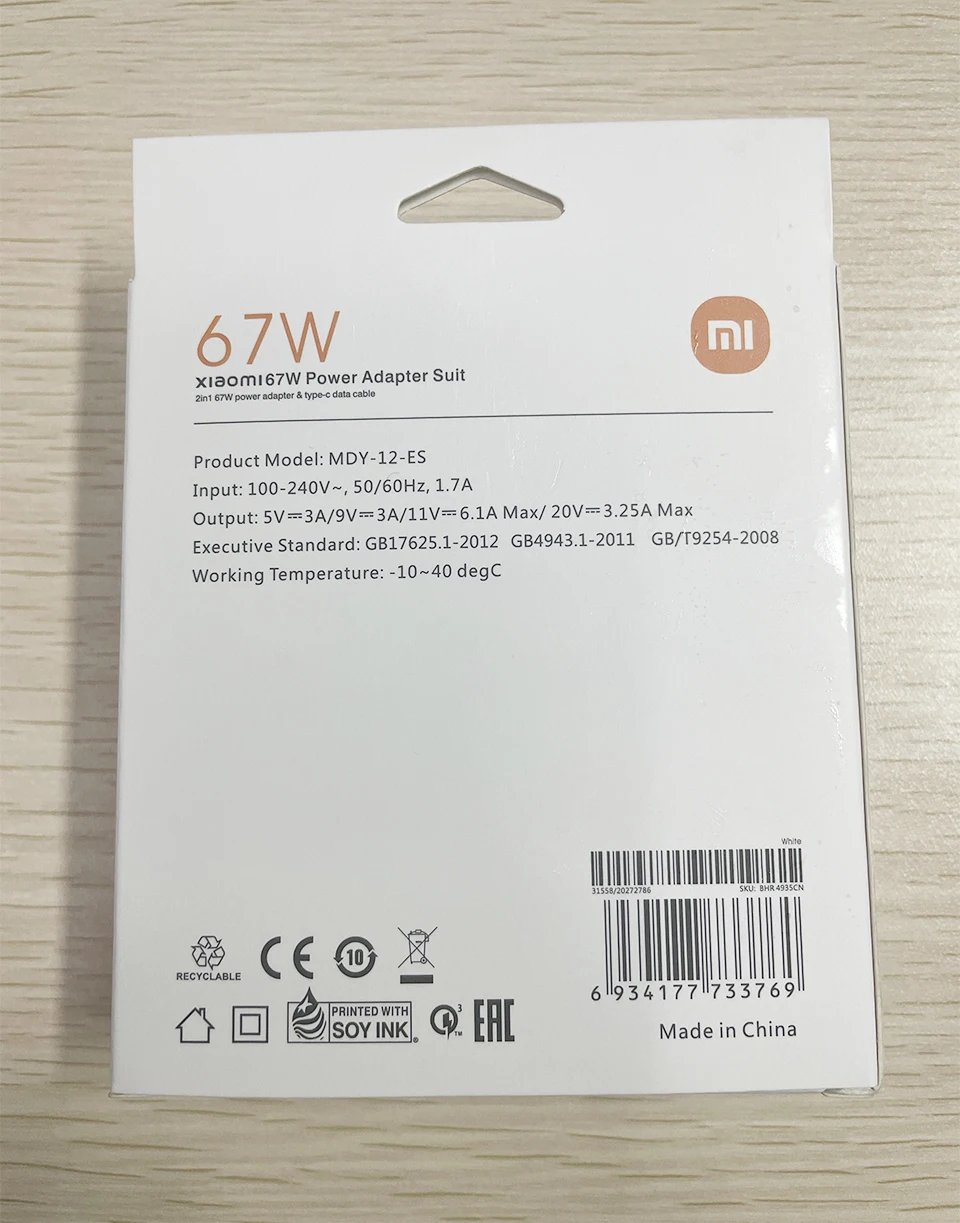 67W
mi
xiaomi 67W Power Adapter Suit
2in1 67W power adapter & type-c data cable
Product Model: MDY-12-ES
Input: 100-240V~, 50/60Hz, 1.7A
Output: 5V⎓3A/9V⎓3A/11V⎓6.1A Max/ 20V⎓3.25A Max
Executive Standard: GB17625.1-2012 GB4943.1-2011 GB/T9254-2008
Working Temperature: -10~40 degC
White
31558/20272786 SKU: BHR4935CN
6 934177 733769
RECYCLABLE
CE
10
PRINTED WITH
SOY INK
3
TM
EAC
Made in China